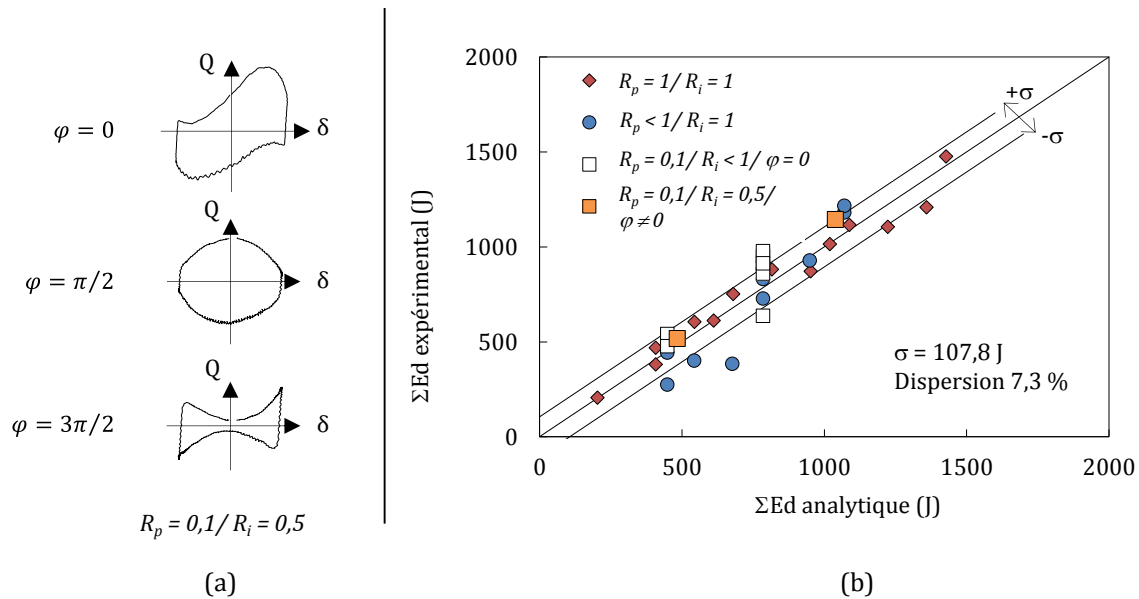 Q
φ = 0
δ
Q
φ = π/2
δ
Q
φ = 3π/2
δ
R_p = 0,1/ R_i = 0,5
(a)
ΣEd expérimental (J)
2000
1500
1000
500
0
0 500 1000 1500 2000
ΣEd analytique (J)
R_p = 1/ R_i = 1
R_p < 1/ R_i = 1
R_p = 0,1/ R_i < 1/ φ = 0
R_p = 0,1/ R_i = 0,5/
φ ≠ 0
+σ
-σ
σ = 107,8 J
Dispersion 7,3 %
(b)